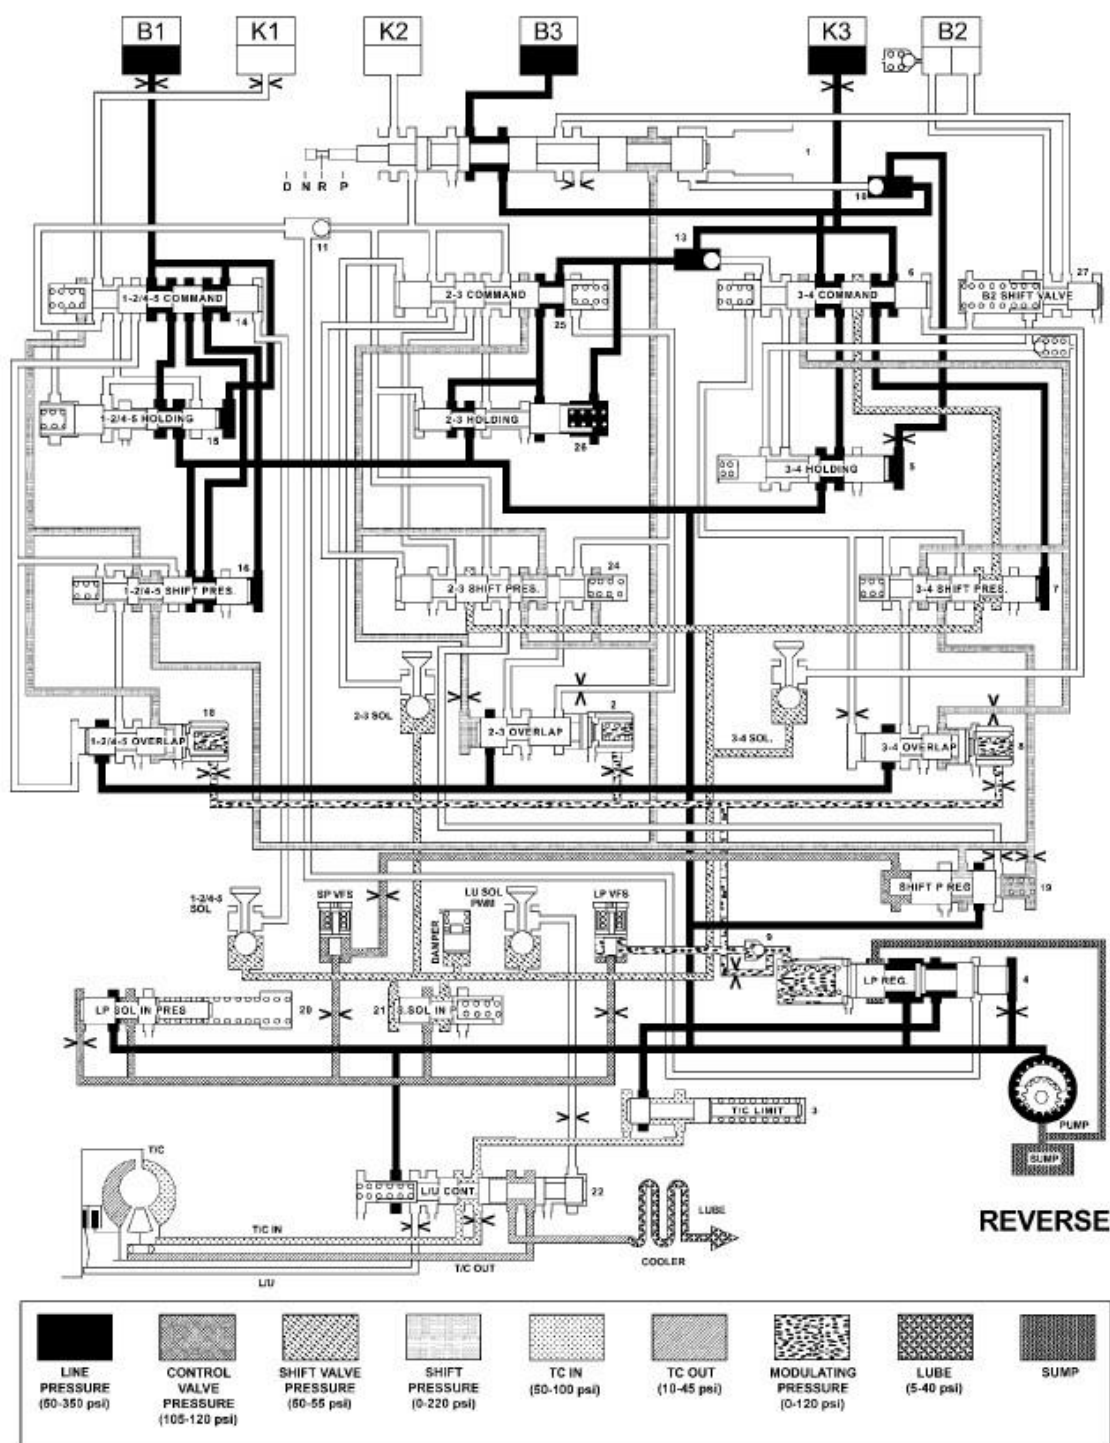 B1
K1
K2
B3
K3
B2
1
D N R P
10
11
13
6
27
1-2/4-5 COMMAND
2-3 COMMAND
3-4 COMMAND
B2 SHIFT VALVE
14
25
1-2/4-5 HOLDING
2-3 HOLDING
15
26
3-4 HOLDING
5
16
24
1-2/4-5 SHIFT PRES.
2-3 SHIFT PRES.
3-4 SHIFT PRES.
7
18
2-3 SOL
2
3-4 SOL.
1-2/4-5 OVERLAP
2-3 OVERLAP
3-4 OVERLAP
8
1-2/4-5
SOL
SP VFS
LU SOL
PWM
LP VFS
SHIFT P REG
19
DAMPER
9
LP REG.
4
LP SOL IN PRES
20
21
S.SOL IN P
T/C LIMIT
3
PUMP
SUMP
T/C
L/U CONT.
22
LUBE
REVERSE
T/C IN
COOLER
T/C OUT
L/U
LINE
PRESSURE
(50-350 psi)
CONTROL
VALVE
PRESSURE
(105-120 psi)
SHIFT VALVE
PRESSURE
(50-55 psi)
SHIFT
PRESSURE
(0-220 psi)
TC IN
(50-100 psi)
TC OUT
(10-45 psi)
MODULATING
PRESSURE
(0-120 psi)
LUBE
(5-40 psi)
SUMP